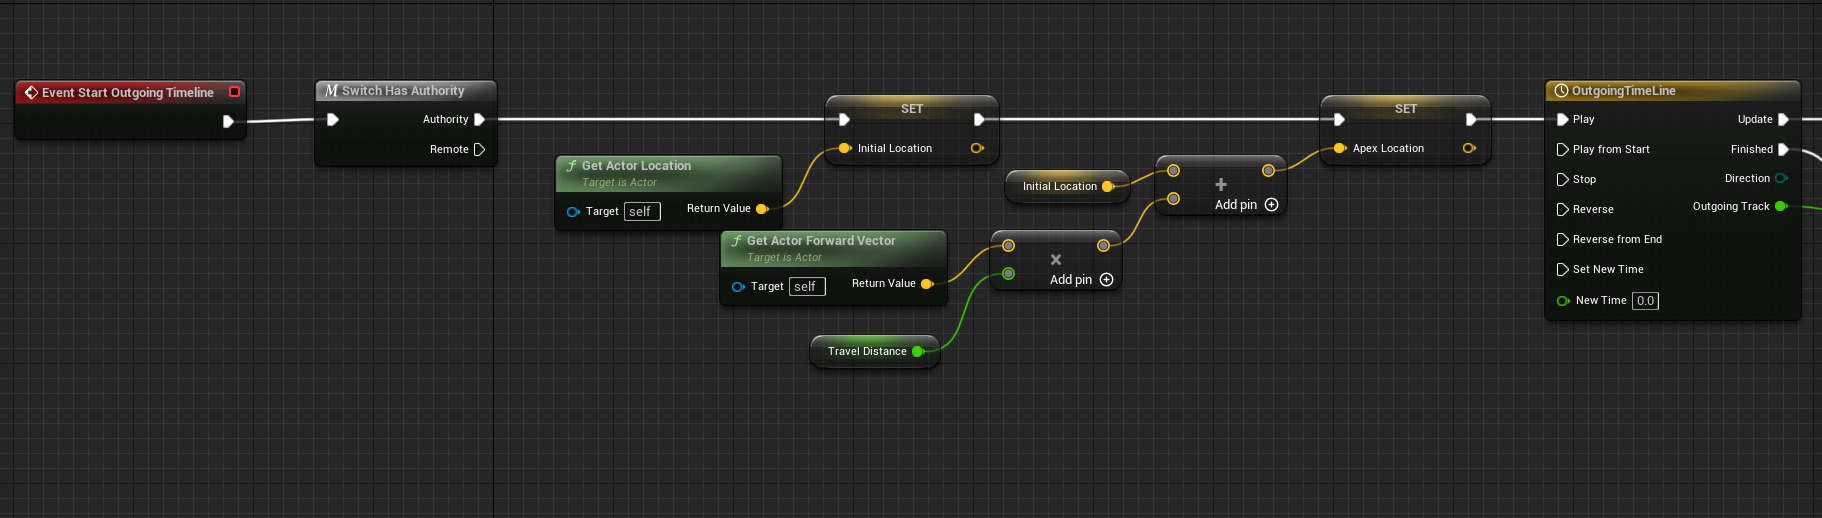 Event Start Outgoing Timeline
Switch Has Authority
Authority
Remote
Get Actor Location
Target is Actor
Target self
Return Value
SET
Initial Location
Get Actor Forward Vector
Target is Actor
Target self
Return Value
Travel Distance
×
Add pin
Initial Location
+
Add pin
SET
Apex Location
OutgoingTimeLine
Play
Update
Play from Start
Finished
Stop
Direction
Reverse
Outgoing Track
Reverse from End
Set New Time
New Time 0.0